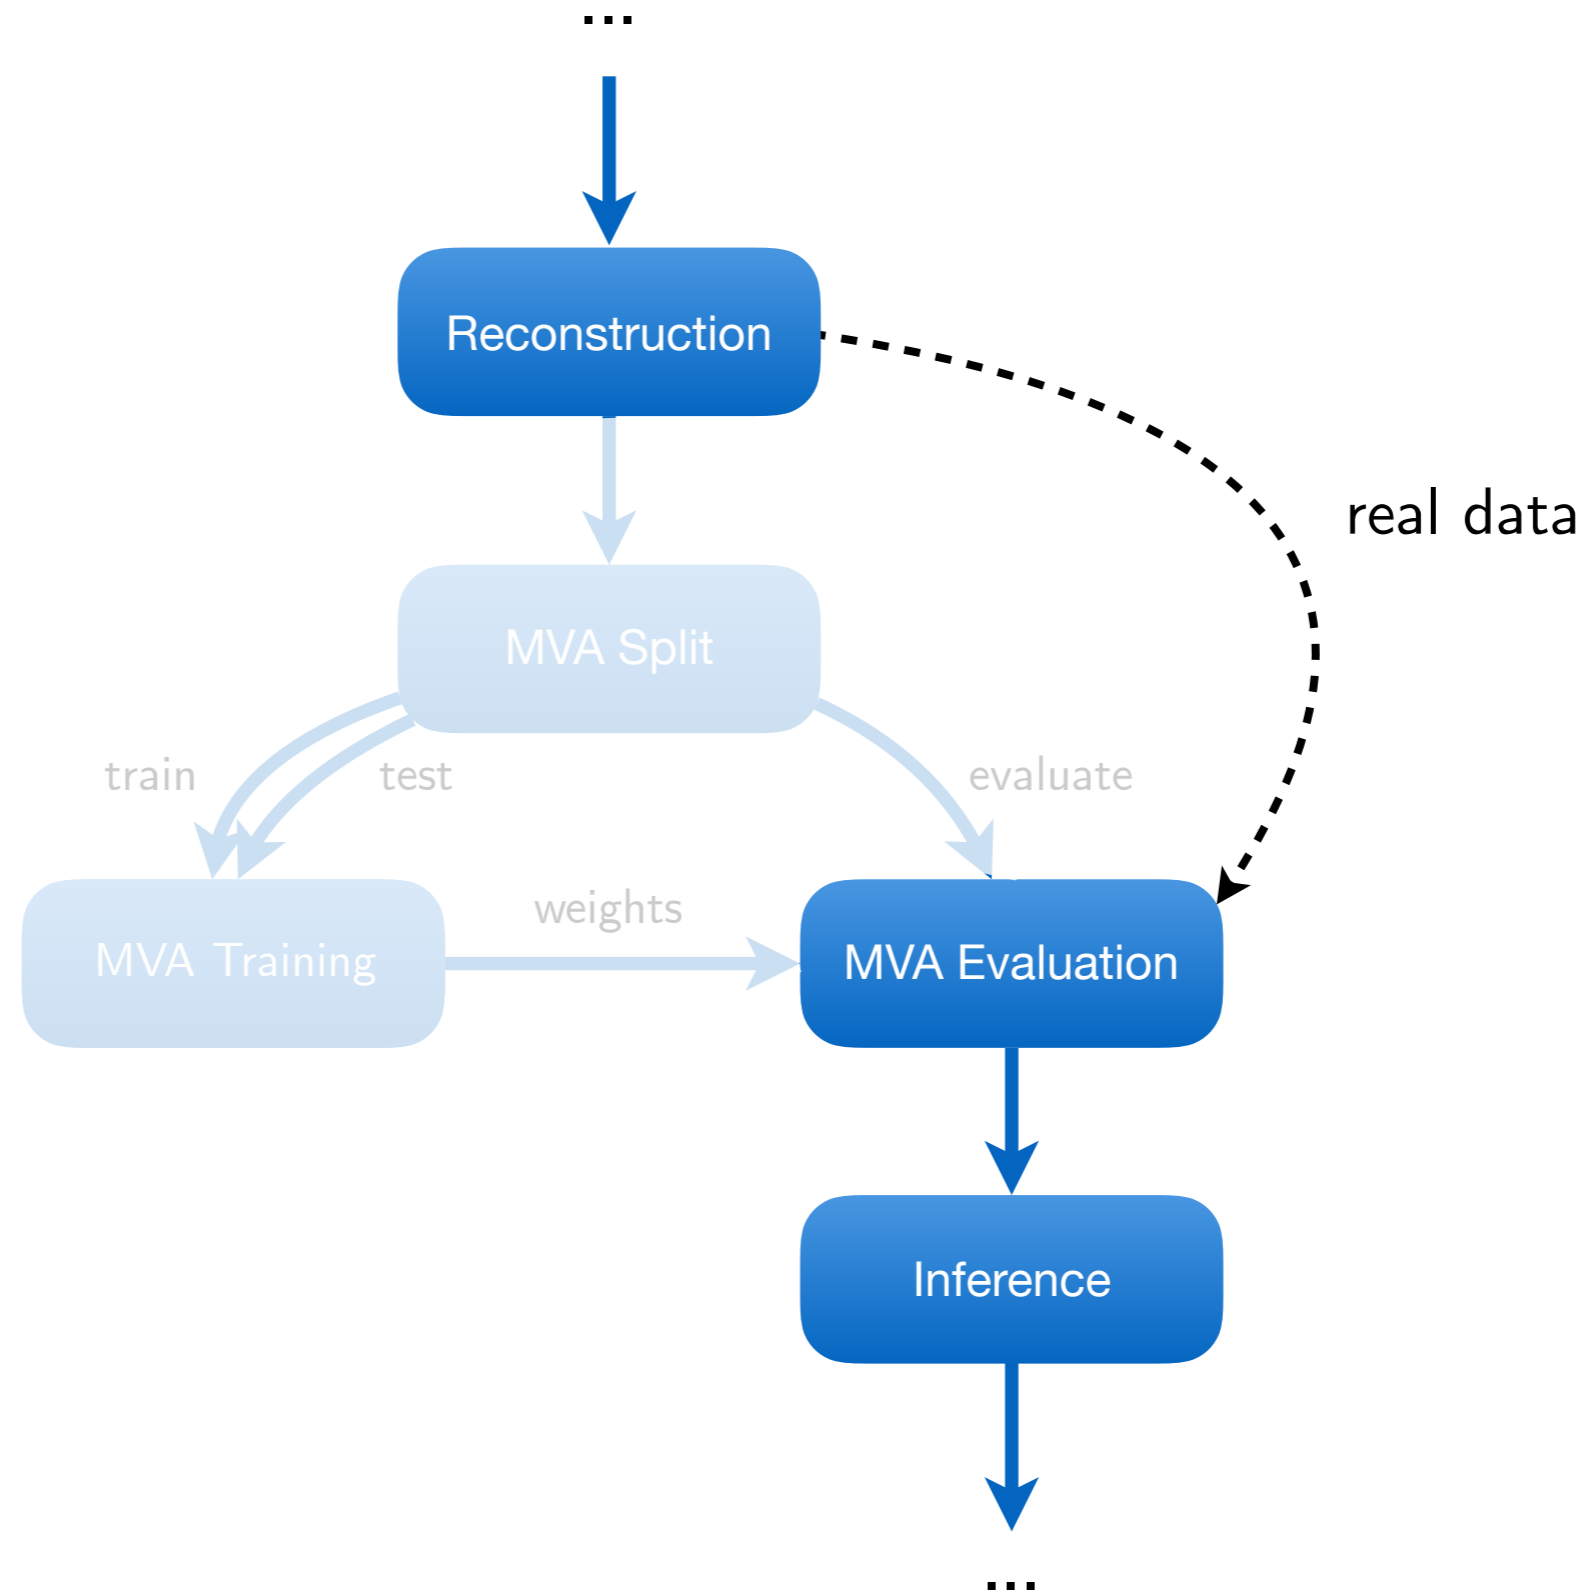 ...
Reconstruction
real data
MVA Split
train
test
evaluate
weights
MVA Training
MVA Evaluation
Inference
...